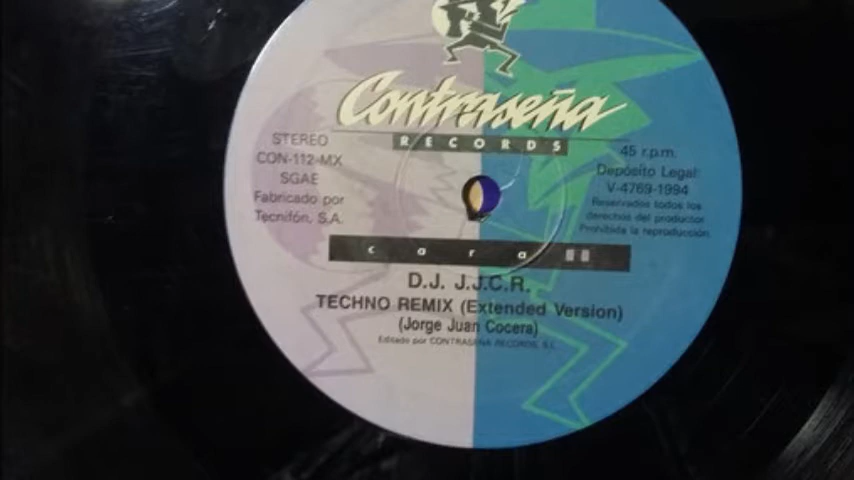 Contraseña
RECORDS
STEREO
CON-112-MX
SGAE
Fabricado por
Tecnifón, S.A.
45 r.p.m.
Depósito Legal:
V-4769-1994
Reservados todos los
derechos del productor
Prohibida la reproducción
cara II
D.J. J.J.C.R.
TECHNO REMIX (Extended Version)
(Jorge Juan Cocera)
Editado por CONTRASEÑA RECORDS, S.L.